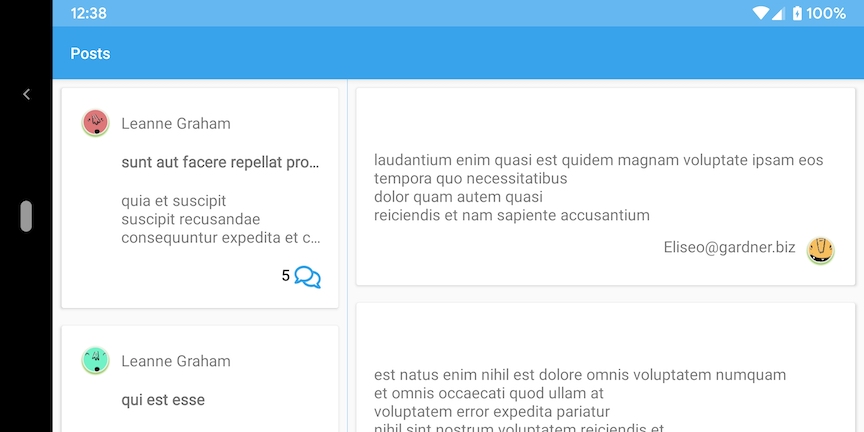 12:38
100%
Posts
Leanne Graham
sunt aut facere repellat pro...
quia et suscipit
suscipit recusandae
consequuntur expedita et c...
5
Leanne Graham
qui est esse
laudantium enim quasi est quidem magnam voluptate ipsam eos
tempora quo necessitatibus
dolor quam autem quasi
reiciendis et nam sapiente accusantium
Eliseo@gardner.biz
est natus enim nihil est dolore omnis voluptatem numquam
et omnis occaecati quod ullam at
voluptatem error expedita pariatur
nihil sint nostrum voluptatem reiciendis et